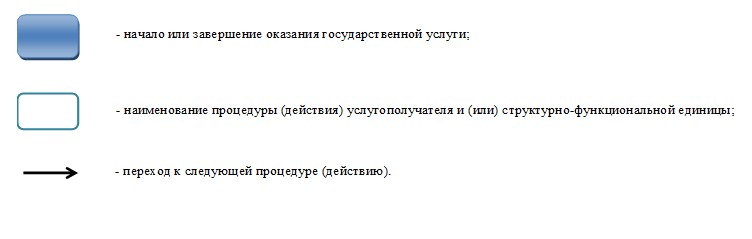 - начало или завершение оказания государственной услуги;
- наименование процедуры (действия) услугополучателя и (или) структурно-функциональной единицы;
- переход к следующей процедуре (действию).